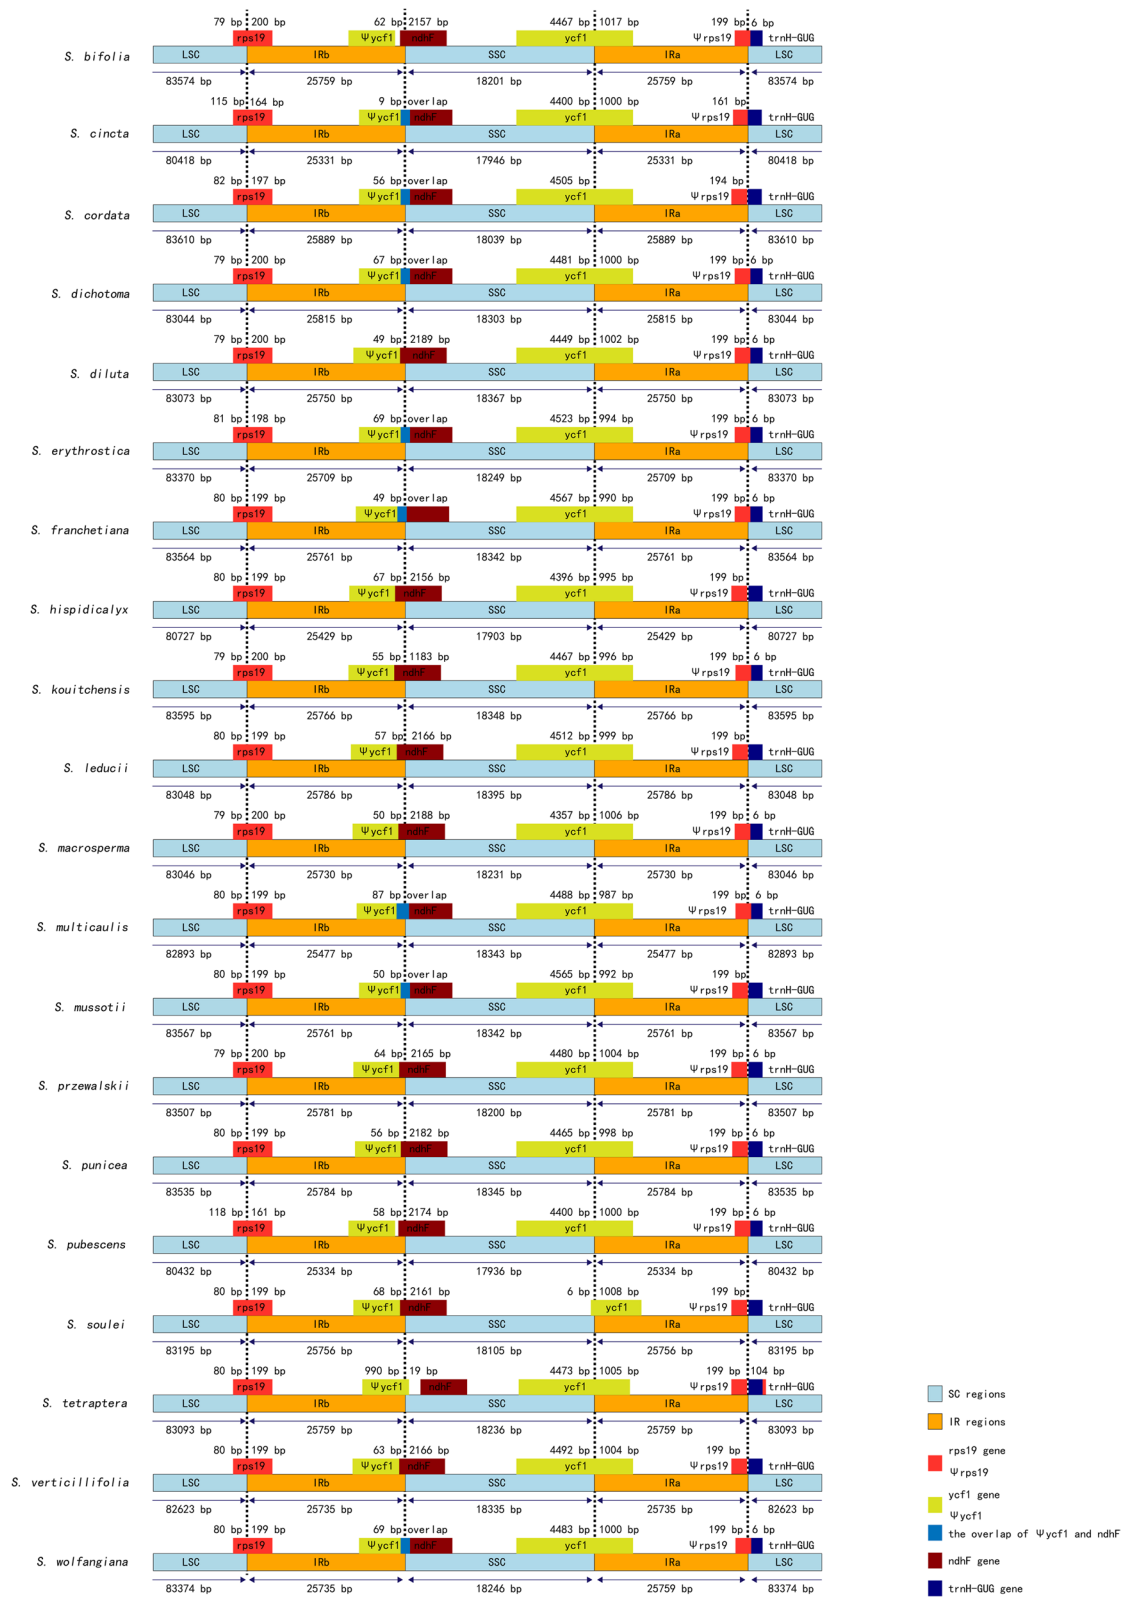 79 bp 200 bp 62 bp 2157 bp 4467 bp 1017 bp 199 bp 6 bp
rps19 Ψycf1 ndhF ycf1 Ψrps19 trnH-GUG
S. bifolia LSC IRb SSC IRa LSC
83574 bp 25759 bp 18201 bp 25759 bp 83574 bp
115 bp 164 bp 9 bp overlap 4400 bp 1000 bp 161 bp
rps19 Ψycf1 ndhF ycf1 Ψrps19 trnH-GUG
S. cincta LSC IRb SSC IRa LSC
80418 bp 25331 bp 17946 bp 25331 bp 80418 bp
82 bp 197 bp 56 bp overlap 4505 bp 194 bp
rps19 Ψycf1 ndhF ycf1 Ψrps19 trnH-GUG
S. cordata LSC IRb SSC IRa LSC
83610 bp 25889 bp 18039 bp 25889 bp 83610 bp
79 bp 200 bp 67 bp overlap 4481 bp 1000 bp 199 bp 6 bp
rps19 Ψycf1 ndhF ycf1 Ψrps19 trnH-GUG
S. dichotoma LSC IRb SSC IRa LSC
83044 bp 25815 bp 18303 bp 25815 bp 83044 bp
79 bp 200 bp 49 bp 2189 bp 4449 bp 1002 bp 199 bp 6 bp
rps19 Ψycf1 ndhF ycf1 Ψrps19 trnH-GUG
S. diluta LSC IRb SSC IRa LSC
83073 bp 25750 bp 18367 bp 25750 bp 83073 bp
81 bp 198 bp 69 bp overlap 4523 bp 994 bp 199 bp 6 bp
rps19 Ψycf1 ndhF ycf1 Ψrps19 trnH-GUG
S. erythrostica LSC IRb SSC IRa LSC
83370 bp 25709 bp 18249 bp 25709 bp 83370 bp
80 bp 199 bp 49 bp overlap 4567 bp 990 bp 199 bp 6 bp
rps19 Ψycf1 ycf1 Ψrps19 trnH-GUG
S. franchetiana LSC IRb SSC IRa LSC
83564 bp 25761 bp 18342 bp 25761 bp 83564 bp
80 bp 199 bp 67 bp 2156 bp 4396 bp 995 bp 199 bp
rps19 Ψycf1 ndhF ycf1 Ψrps19 trnH-GUG
S. hispidicalyx LSC IRb SSC IRa LSC
80727 bp 25429 bp 17903 bp 25429 bp 80727 bp
79 bp 200 bp 55 bp 1183 bp 4467 bp 996 bp 199 bp 6 bp
rps19 Ψycf1 ndhF ycf1 Ψrps19 trnH-GUG
S. kouitchensis LSC IRb SSC IRa LSC
83595 bp 25766 bp 18348 bp 25766 bp 83595 bp
80 bp 199 bp 57 bp 2166 bp 4512 bp 999 bp 199 bp
rps19 Ψycf1 ndhF ycf1 Ψrps19 trnH-GUG
S. leducii LSC IRb SSC IRa LSC
83048 bp 25786 bp 18395 bp 25786 bp 83048 bp
79 bp 200 bp 50 bp 2188 bp 4357 bp 1006 bp 199 bp 6 bp
rps19 Ψycf1 ndhF ycf1 Ψrps19 trnH-GUG
S. macrosperma LSC IRb SSC IRa LSC
83046 bp 25730 bp 18231 bp 25730 bp 83046 bp
80 bp 199 bp 87 bp overlap 4488 bp 987 bp 199 bp 6 bp
rps19 Ψycf1 ndhF ycf1 Ψrps19 trnH-GUG
S. multicaulis LSC IRb SSC IRa LSC
82893 bp 25477 bp 18343 bp 25477 bp 82893 bp
80 bp 199 bp 50 bp overlap 4565 bp 992 bp 199 bp
rps19 Ψycf1 ndhF ycf1 Ψrps19 trnH-GUG
S. mussotii LSC IRb SSC IRa LSC
83567 bp 25761 bp 18342 bp 25761 bp 83567 bp
79 bp 200 bp 64 bp 2165 bp 4480 bp 1004 bp 199 bp 6 bp
rps19 Ψycf1 ndhF ycf1 Ψrps19 trnH-GUG
S. przewalskii LSC IRb SSC IRa LSC
83507 bp 25781 bp 18200 bp 25781 bp 83507 bp
80 bp 199 bp 56 bp 2182 bp 4465 bp 998 bp 199 bp 6 bp
rps19 Ψycf1 ndhF ycf1 Ψrps19 trnH-GUG
S. punicea LSC IRb SSC IRa LSC
83535 bp 25784 bp 18345 bp 25784 bp 83535 bp
118 bp 161 bp 58 bp 2174 bp 4400 bp 1000 bp 199 bp 6 bp
rps19 Ψycf1 ndhF ycf1 Ψrps19 trnH-GUG
S. pubescens LSC IRb SSC IRa LSC
80432 bp 25334 bp 17936 bp 25334 bp 80432 bp
80 bp 199 bp 68 bp 2161 bp 6 bp 1008 bp 199 bp
rps19 Ψycf1 ndhF ycf1 Ψrps19 trnH-GUG
S. soulei LSC IRb SSC IRa LSC
83195 bp 25756 bp 18105 bp 25756 bp 83195 bp
80 bp 199 bp 990 bp 19 bp 4473 bp 1005 bp 199 bp 104 bp
rps19 Ψycf1 ndhF ycf1 Ψrps19 trnH-GUG
S. tetraptera LSC IRb SSC IRa LSC
83093 bp 25759 bp 18236 bp 25759 bp 83093 bp
80 bp 199 bp 63 bp 2166 bp 4492 bp 1004 bp 199 bp
rps19 Ψycf1 ndhF ycf1 Ψrps19 trnH-GUG
S. verticillifolia LSC IRb SSC IRa LSC
82623 bp 25735 bp 18335 bp 25735 bp 82623 bp
80 bp 199 bp 69 bp overlap 4483 bp 1000 bp 199 bp 6 bp
rps19 Ψycf1 ndhF ycf1 Ψrps19 trnH-GUG
S. wolfangiana LSC IRb SSC IRa LSC
83374 bp 25735 bp 18246 bp 25759 bp 83374 bp
SC regions
IR regions
rps19 gene
Ψrps19
ycf1 gene
Ψycf1
the overlap of Ψycf1 and ndhF
ndhF gene
trnH-GUG gene